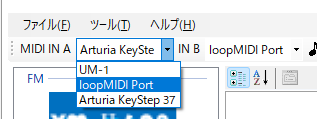 ファイル(F) ツール(T) ヘルプ(H)
MIDI IN A Arturia KeySte IN B loopMIDI Port
UM-1
loopMIDI Port
Arturia KeyStep 37
FM